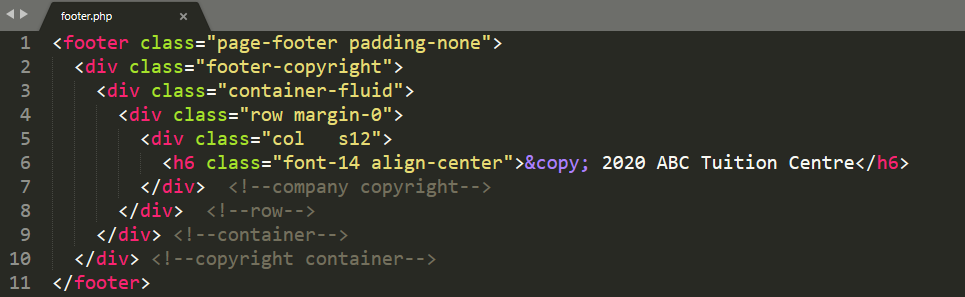 footer.php ×
1 <footer class="page-footer padding-none">
2   <div class="footer-copyright">
3     <div class="container-fluid">
4       <div class="row margin-0">
5         <div class="col   s12">
6           <h6 class="font-14 align-center">&copy; 2020 ABC Tuition Centre</h6>
7         </div>  <!--company copyright-->
8       </div>  <!--row-->
9     </div> <!--container-->
10   </div> <!--copyright container-->
11 </footer>